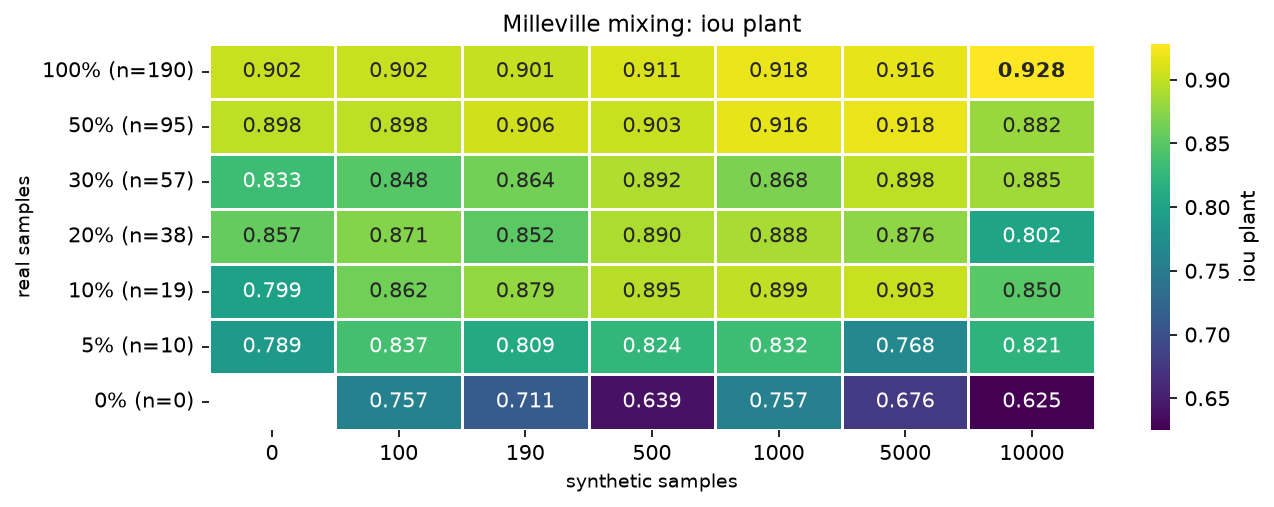 Milleville mixing: iou plant
100% (n=190) 0.902 0.902 0.901 0.911 0.918 0.916 0.928
50% (n=95) 0.898 0.898 0.906 0.903 0.916 0.918 0.882
30% (n=57) 0.833 0.848 0.864 0.892 0.868 0.898 0.885
20% (n=38) 0.857 0.871 0.852 0.890 0.888 0.876 0.802
10% (n=19) 0.799 0.862 0.879 0.895 0.899 0.903 0.850
5% (n=10) 0.789 0.837 0.809 0.824 0.832 0.768 0.821
0% (n=0) 0.757 0.711 0.639 0.757 0.676 0.625
0 100 190 500 1000 5000 10000
synthetic samples
real samples
0.90
0.85
0.80
0.75
0.70
0.65
iou plant